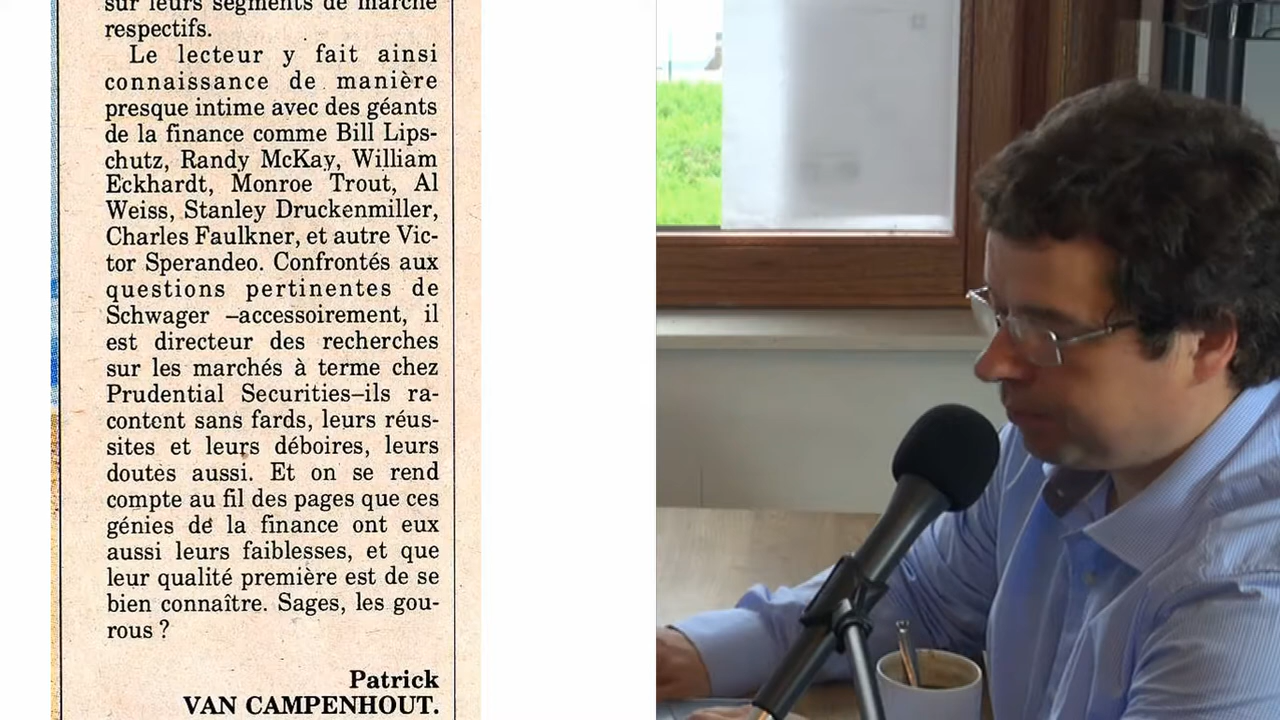 sur leurs segments de marché
respectifs.
Le lecteur y fait ainsi
connaissance de manière
presque intime avec des géants
de la finance comme Bill Lips-
chutz, Randy McKay, William
Eckhardt, Monroe Trout, Al
Weiss, Stanley Druckenmiller,
Charles Faulkner, et autre Vic-
tor Sperandeo. Confrontés aux
questions pertinentes de
Schwager –accessoirement, il
est directeur des recherches
sur les marchés à terme chez
Prudential Securities–ils ra-
content sans fards, leurs réus-
sites et leurs déboires, leurs
doutes aussi. Et on se rend
compte au fil des pages que ces
génies de la finance ont eux
aussi leurs faiblesses, et que
leur qualité première est de se
bien connaître. Sages, les gou-
rous ?
Patrick
VAN CAMPENHOUT.